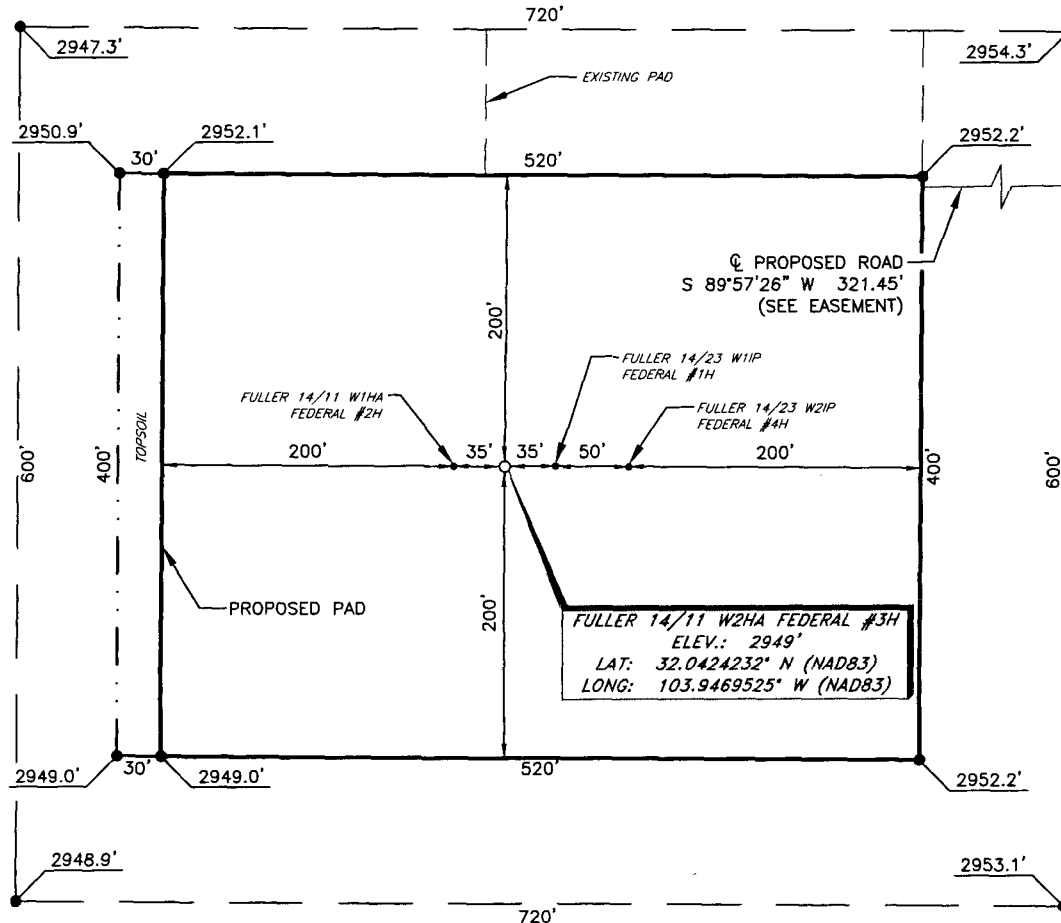 720'
2947.3'
2954.3'
EXISTING PAD
2950.9'
2952.1'
2952.2'
30'
520'
℄ PROPOSED ROAD
S 89°57'26" W 321.45'
(SEE EASEMENT)
200'
FULLER 14/23 W1IP
FEDERAL #1H
FULLER 14/11 W1HA
FEDERAL #2H
FULLER 14/23 W2IP
FEDERAL #4H
600'
400'
TOPSOIL
200'
35'
35'
50'
200'
400'
600'
PROPOSED PAD
200'
FULLER 14/11 W2HA FEDERAL #3H
ELEV.: 2949'
LAT: 32.0424232° N (NAD83)
LONG: 103.9469525° W (NAD83)
2949.0'
30'
2949.0'
520'
2952.2'
2948.9'
2953.1'
720'